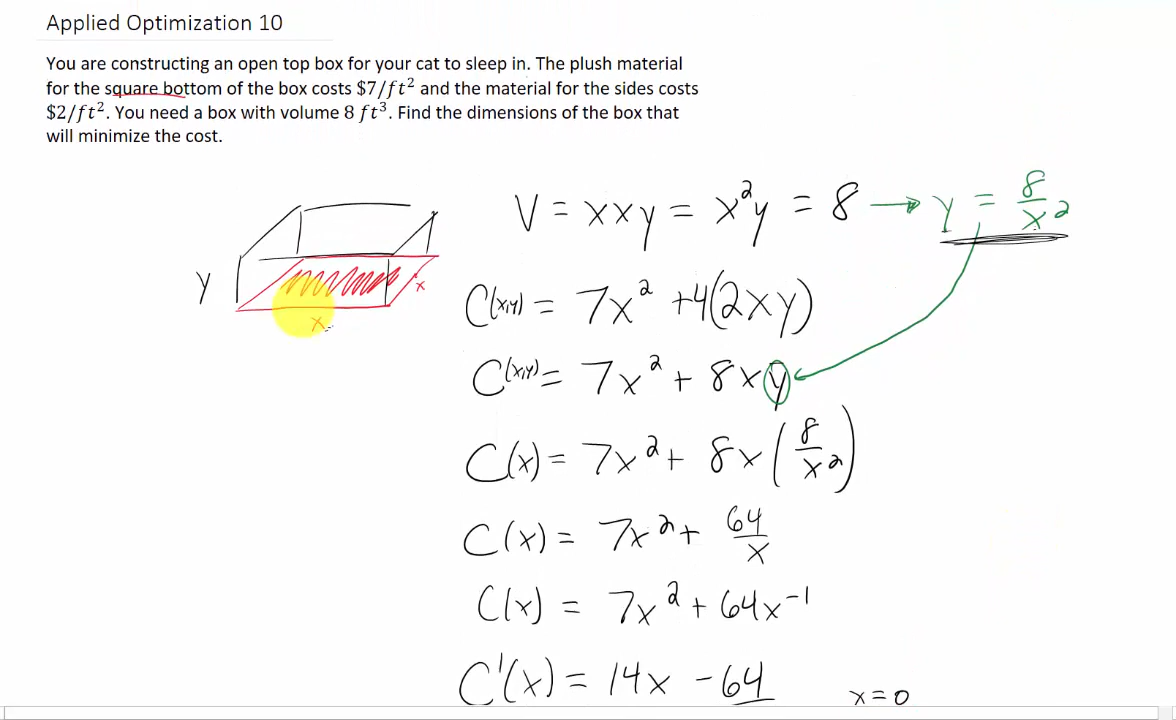 Applied Optimization 10
You are constructing an open top box for your cat to sleep in. The plush material
for the square bottom of the box costs $7/ft² and the material for the sides costs
$2/ft². You need a box with volume 8 ft³. Find the dimensions of the box that
will minimize the cost.
V = xxy = x²y = 8 → y = 8/x²
y
x
x
C(x,y) = 7x² + 4(2xy)
C(x,y) = 7x² + 8xy
C(x) = 7x² + 8x(8/x²)
C(x) = 7x² + 64/x
C(x) = 7x² + 64x⁻¹
C'(x) = 14x - 64
x = 0